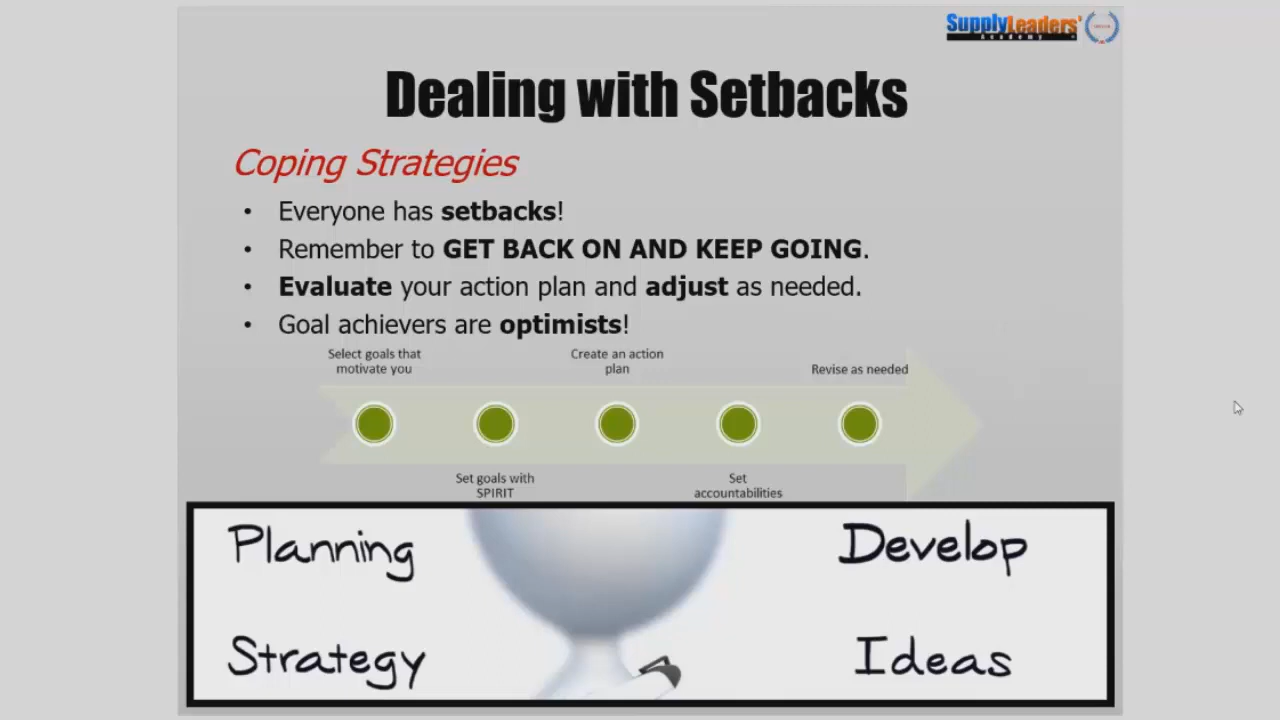 SupplyLeaders'
Academy
Dealing with Setbacks
Coping Strategies
• Everyone has setbacks!
• Remember to GET BACK ON AND KEEP GOING.
• Evaluate your action plan and adjust as needed.
• Goal achievers are optimists!
Select goals that
motivate you
Create an action
plan
Revise as needed
Set goals with
SPIRIT
Set
accountabilities
Planning
Develop
Strategy
Ideas